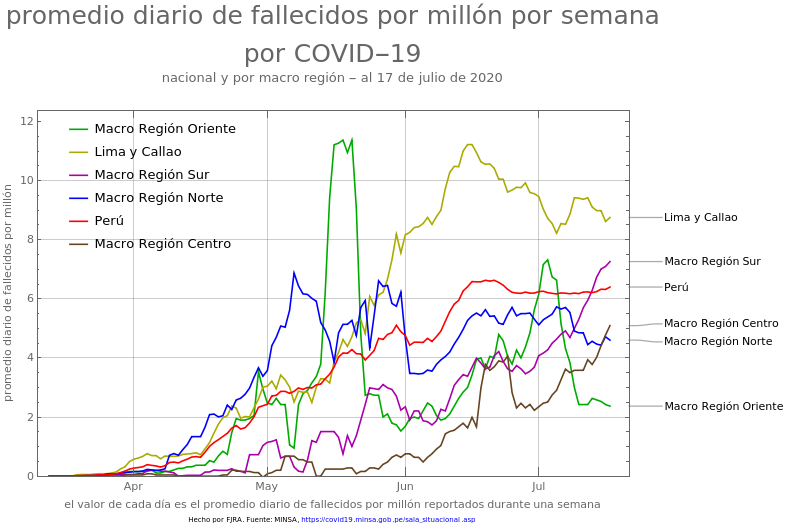 promedio diario de fallecidos por millón por semana
por COVID−19
nacional y por macro región − al 17 de julio de 2020
12
10
8
6
4
2
0
promedio diario de fallecidos por millón
Macro Región Oriente
Lima y Callao
Macro Región Sur
Macro Región Norte
Perú
Macro Región Centro
Lima y Callao
Macro Región Sur
Perú
Macro Región Centro
Macro Región Norte
Macro Región Oriente
Apr May Jun Jul
el valor de cada día es el promedio diario de fallecidos por millón reportados durante una semana
Hecho por FJRA. Fuente: MINSA, https://covid19.minsa.gob.pe/sala_situacional.asp